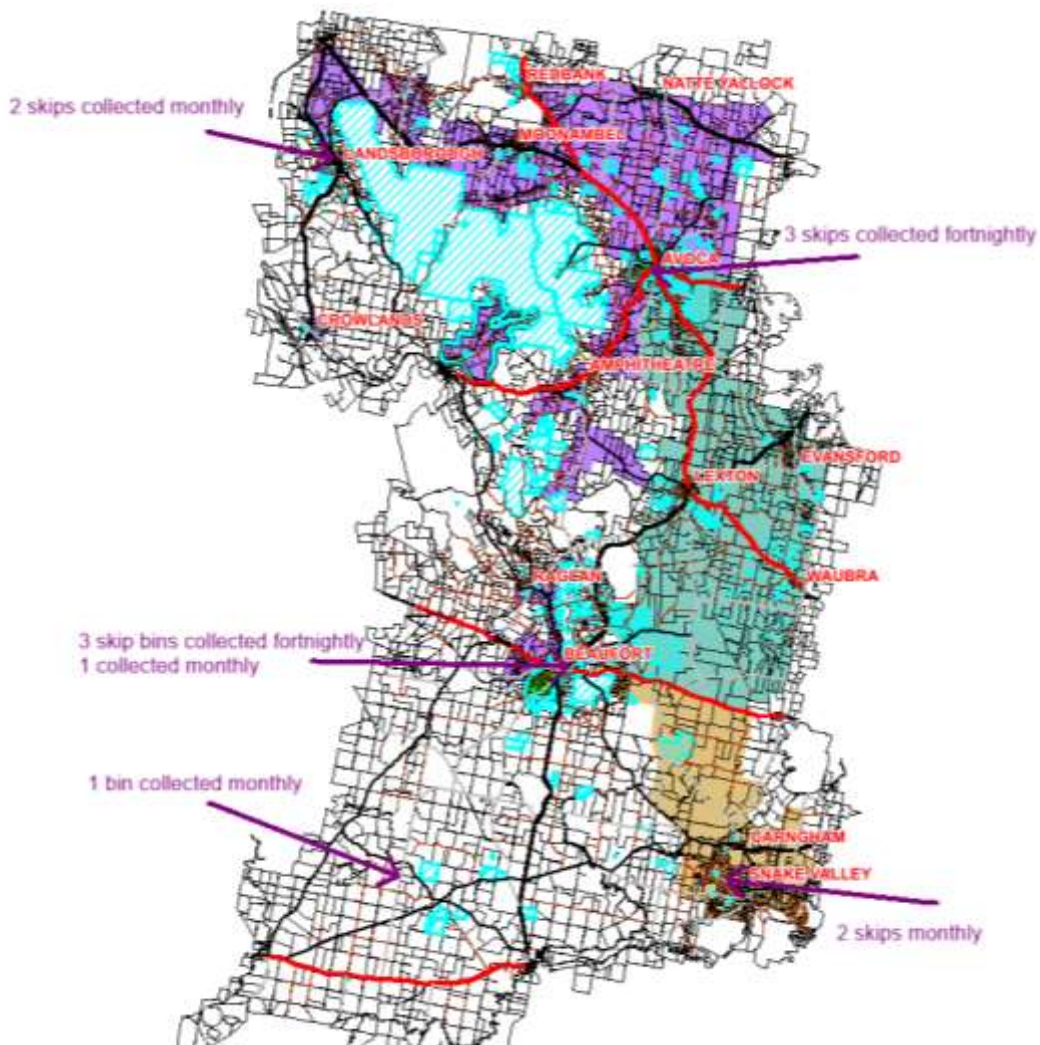 REDBANK
NATTE YALLOCK
2 skips collected monthly
MOONAMBEL
LANDSBOROUGH
3 skips collected fortnightly
AVOCA
CROWLANDS
AMPHITHEATRE
EVANSFORD
LEXTON
WAUBRA
RAGLAN
3 skip bins collected fortnightly
1 collected monthly
BEAUFORT
1 bin collected monthly
CARNGHAM
SNAKE VALLEY
2 skips monthly